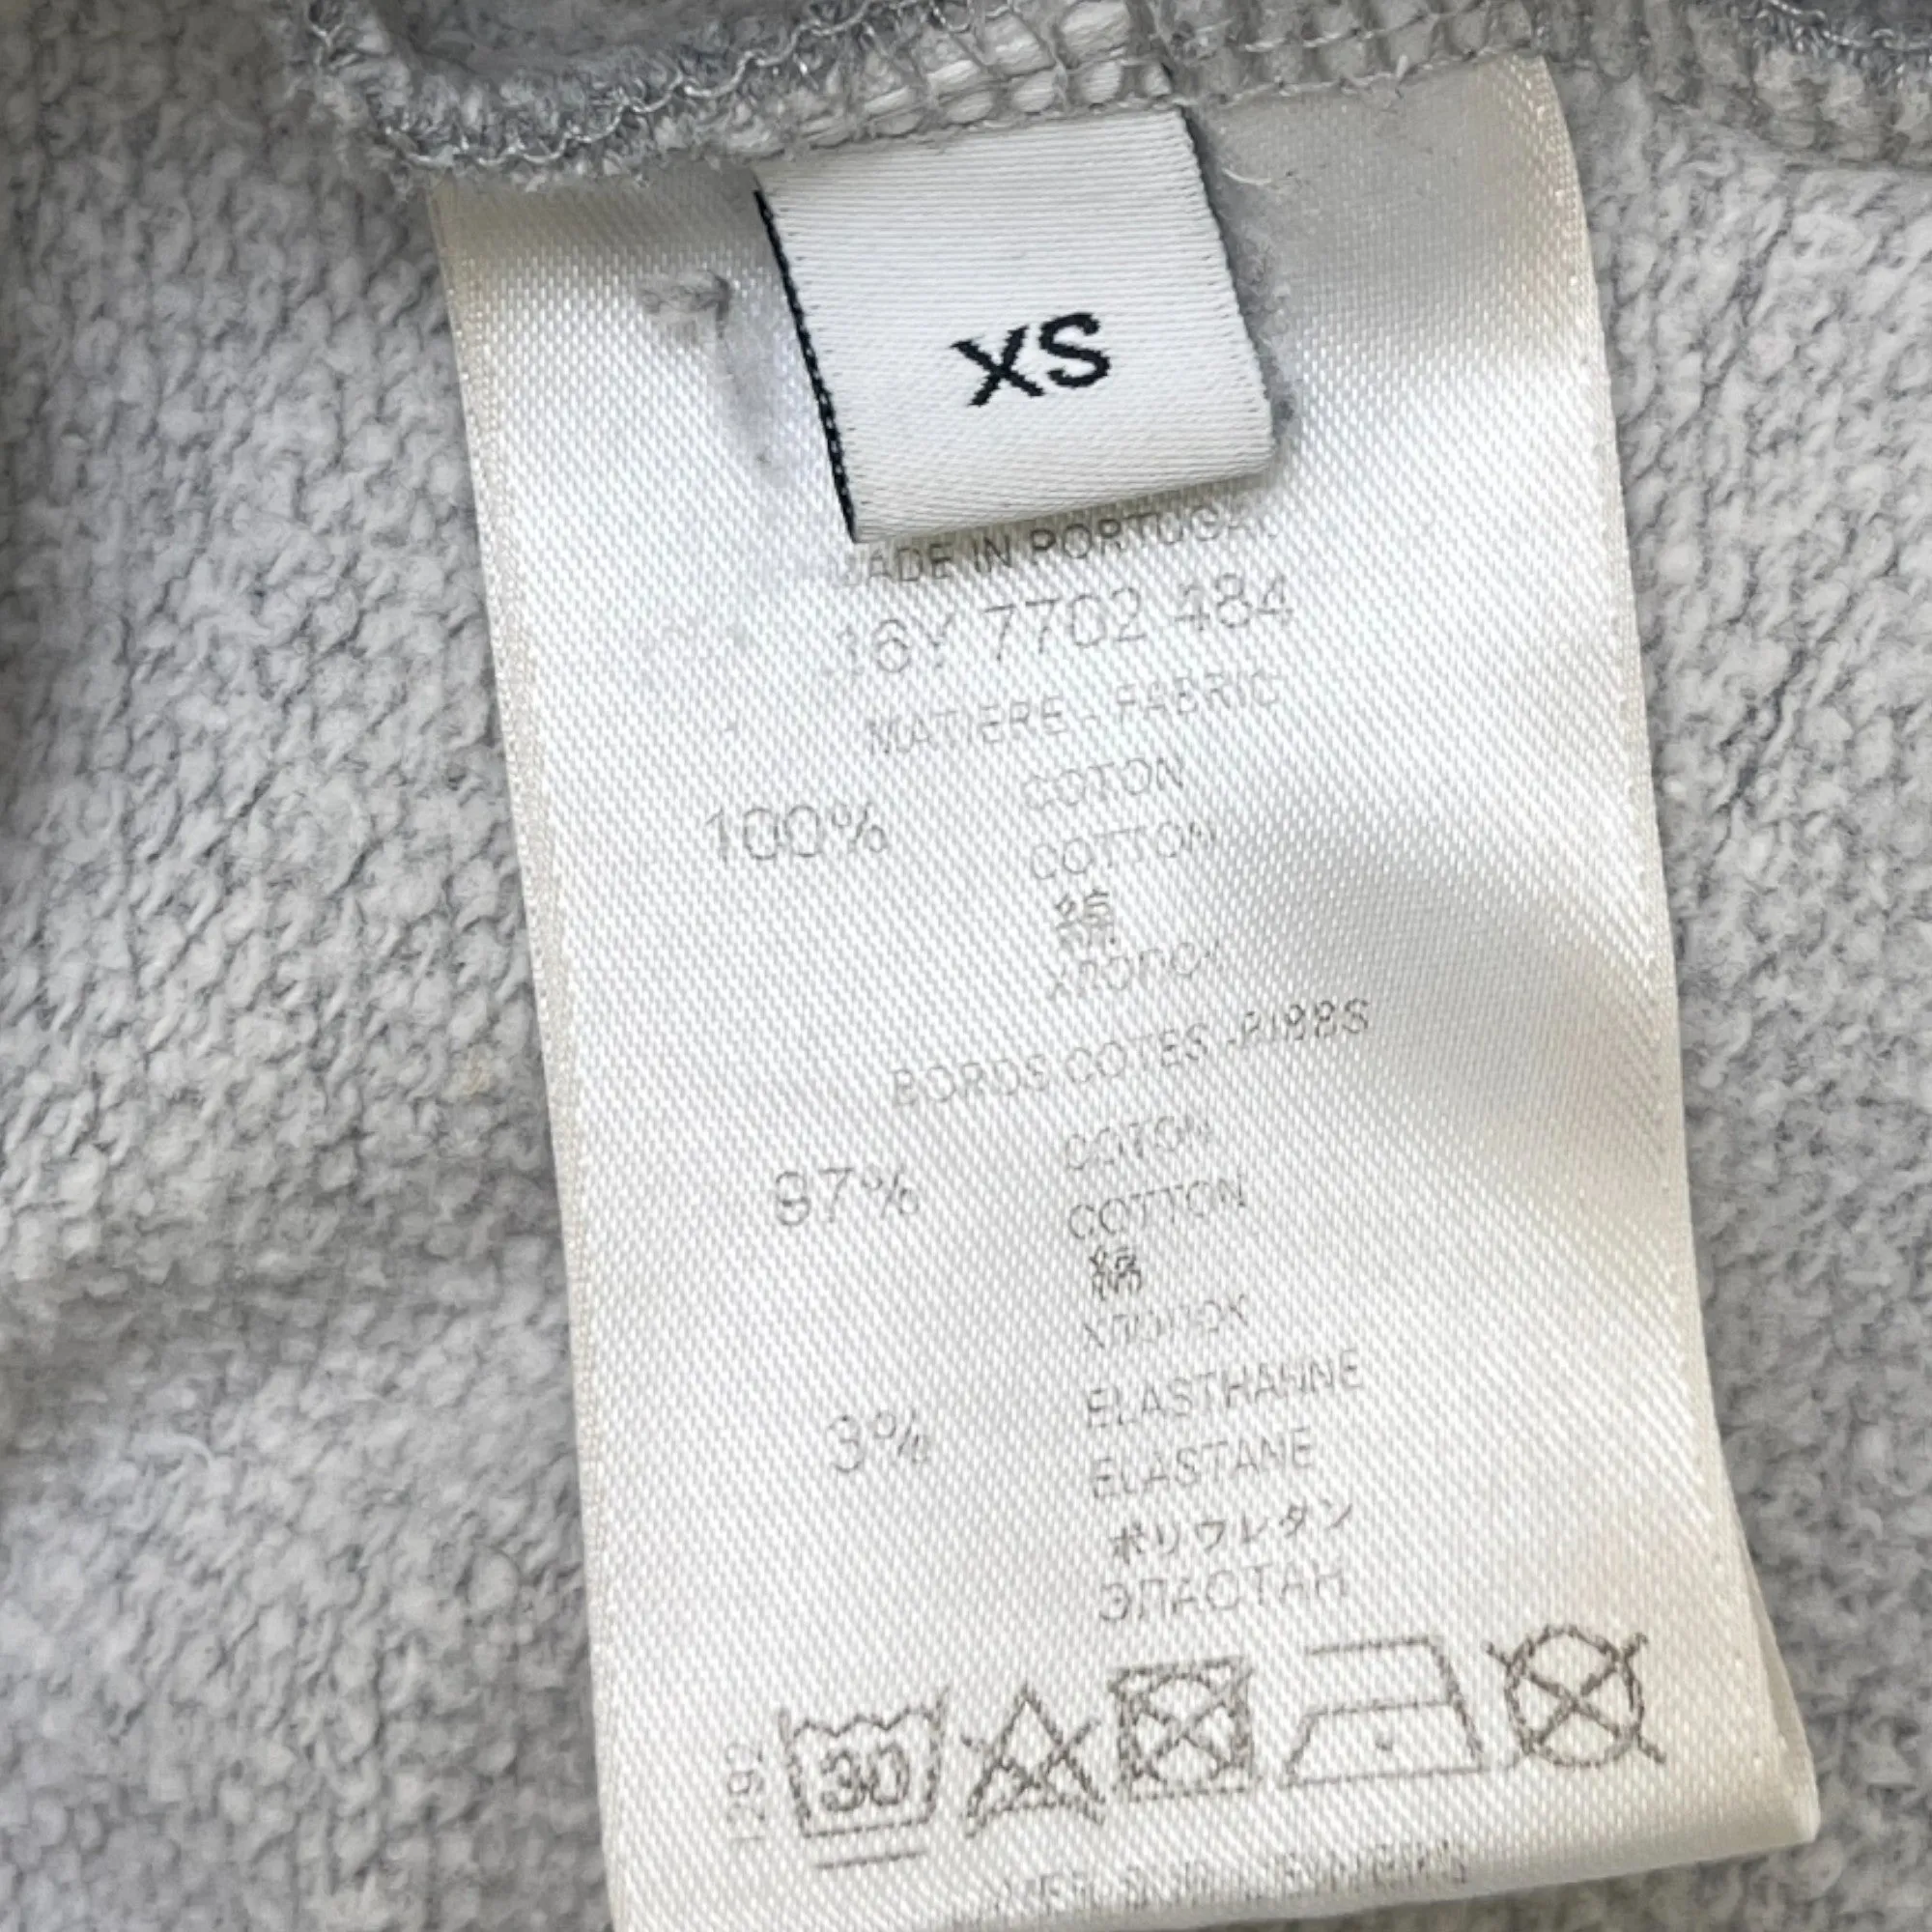 XS
MADE IN PORTUGAL
16Y 7702 484
MATIERE - FABRIC
COTON
100%
COTTON
綿
ХЛОПОК
BORDS COTES - RIBBS
COTON
97%
COTTON
綿
ХЛОПОК
ELASTHANNE
3%
ELASTANE
ポリウレタン
ЭЛАСТАН
292
30